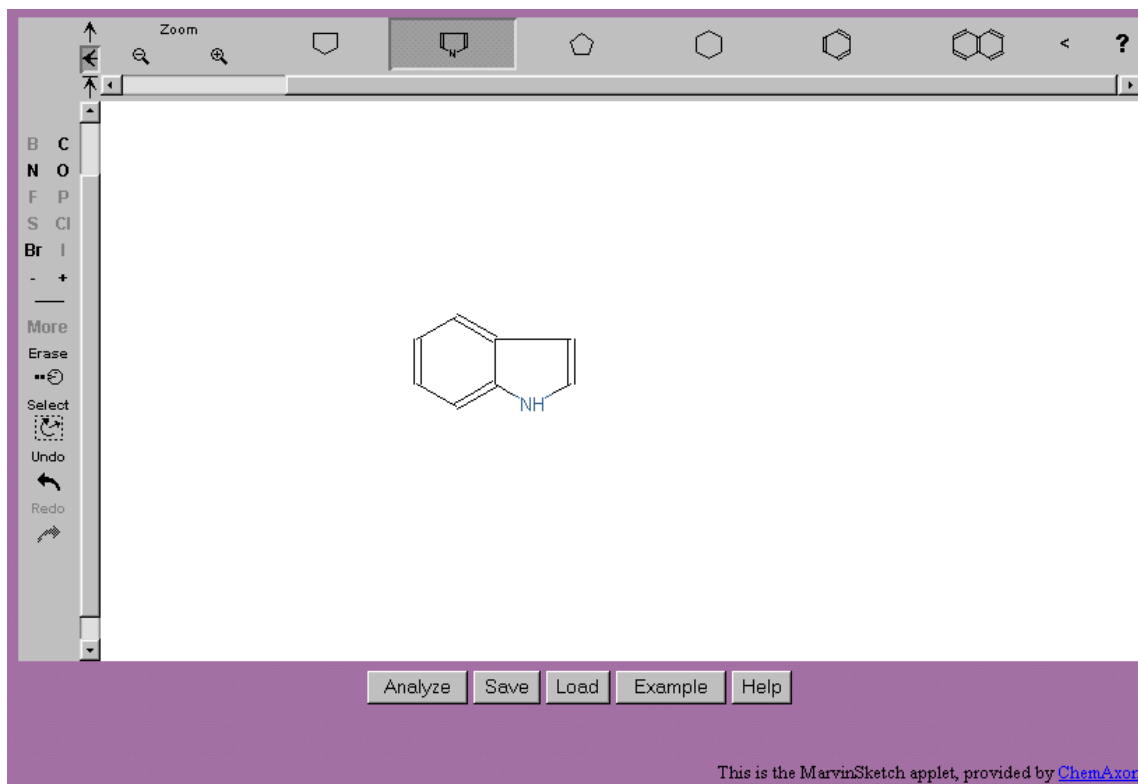 Zoom
N
< ?
B C
N O
F P
S Cl
Br I
- +
More
Erase
Select
Undo
Redo
NH
Analyze Save Load Example Help
This is the MarvinSketch applet, provided by ChemAxon